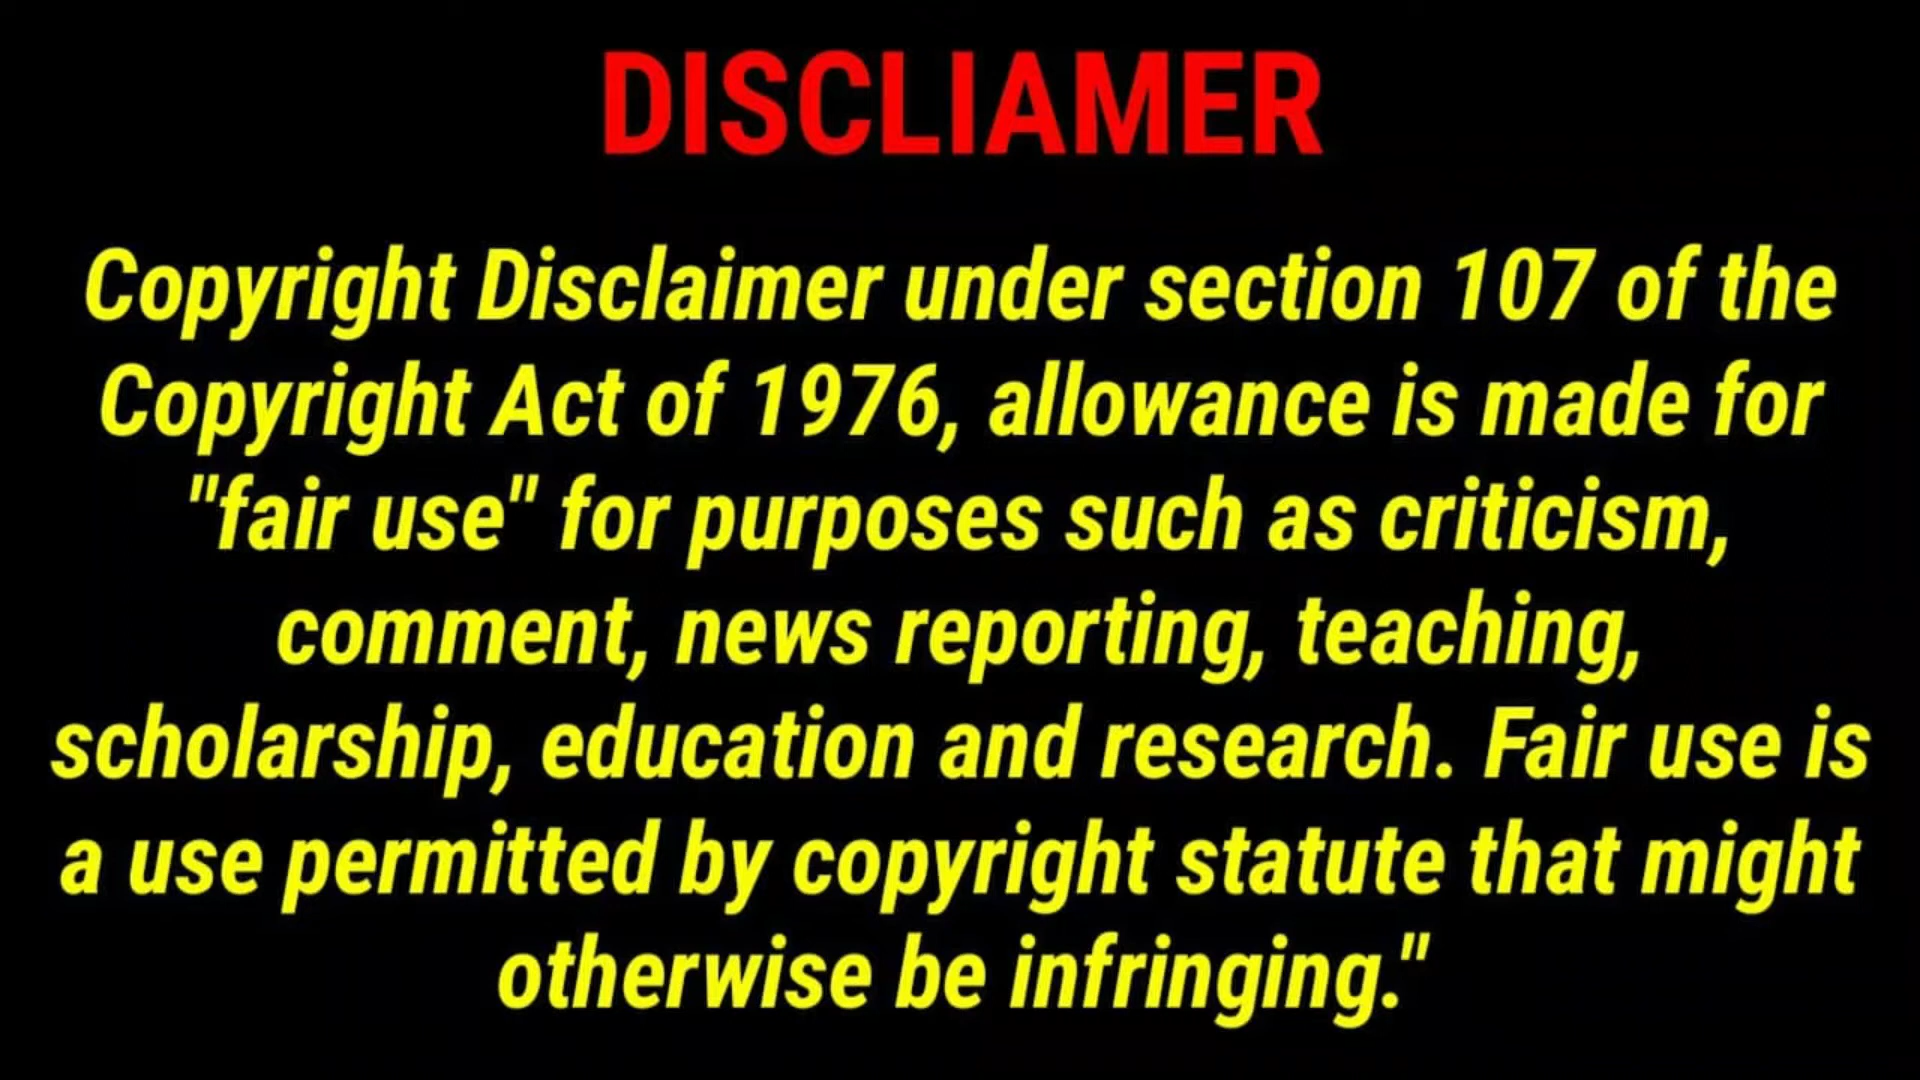 DISCLIAMER
Copyright Disclaimer under section 107 of the
Copyright Act of 1976, allowance is made for
"fair use" for purposes such as criticism,
comment, news reporting, teaching,
scholarship, education and research. Fair use is
a use permitted by copyright statute that might
otherwise be infringing."